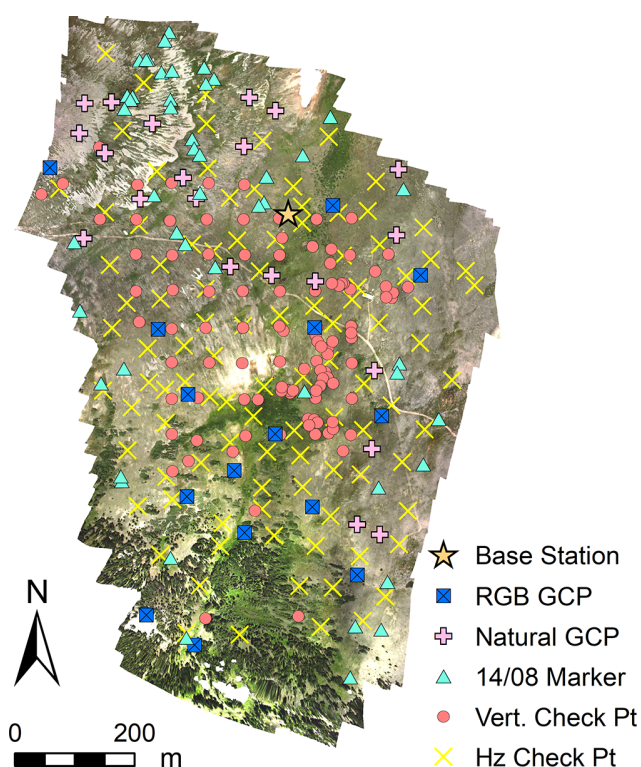 Base Station
RGB GCP
Natural GCP
14/08 Marker
Vert. Check Pt
Hz Check Pt
N
0 200
m